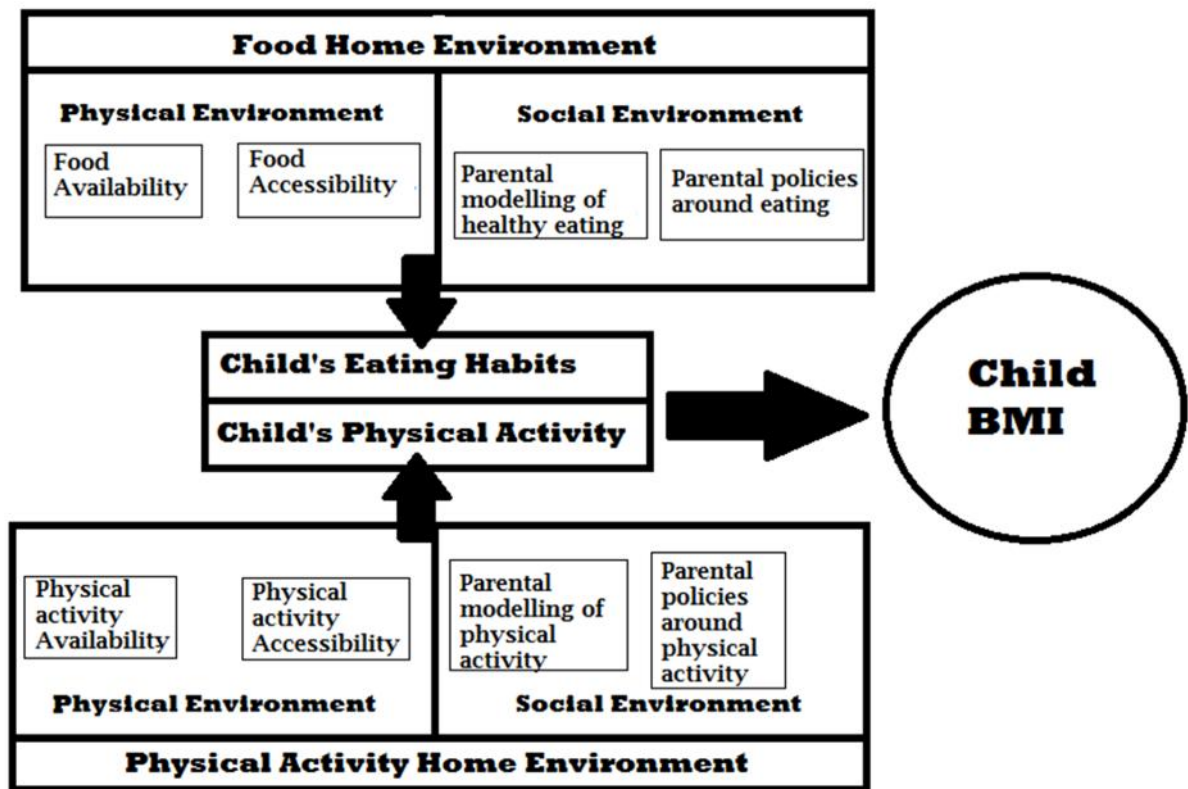 Food Home Environment
Physical Environment
Social Environment
Food
Availability
Food
Accessibility
Parental
modelling of
healthy eating
Parental policies
around eating
Child's Eating Habits
Child's Physical Activity
Child
BMI
Physical
activity
Availability
Physical
activity
Accessibility
Parental
modelling of
physical
activity
Parental
policies
around
physical
activity
Physical Environment
Social Environment
Physical Activity Home Environment